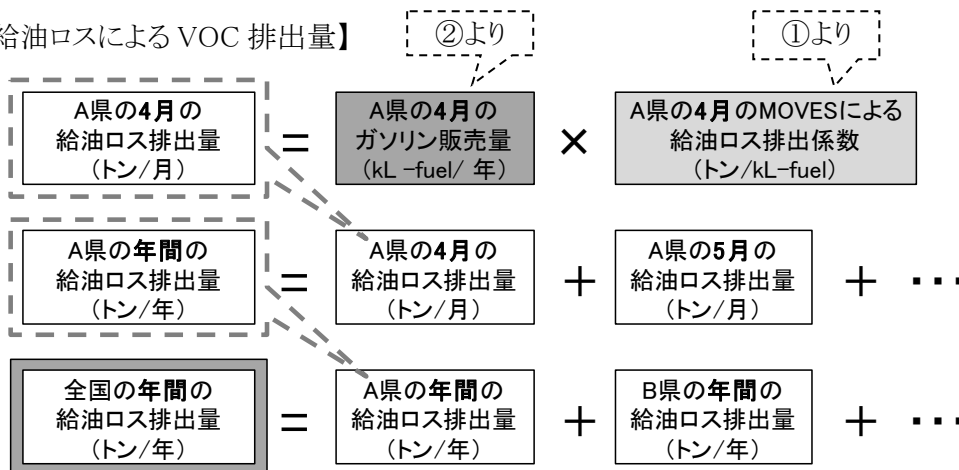 給油ロスによる VOC 排出量】
②より
①より
A県の4月の
給油ロス排出量
(トン/月)
=
A県の4月の
ガソリン販売量
(kL -fuel/ 年)
×
A県の4月のMOVESによる
給油ロス排出係数
(トン/kL-fuel)
A県の年間の
給油ロス排出量
(トン/年)
=
A県の4月の
給油ロス排出量
(トン/月)
+
A県の5月の
給油ロス排出量
(トン/月)
+ ・・・
全国の年間の
給油ロス排出量
(トン/年)
=
A県の年間の
給油ロス排出量
(トン/年)
+
B県の年間の
給油ロス排出量
(トン/年)
+ ・・・